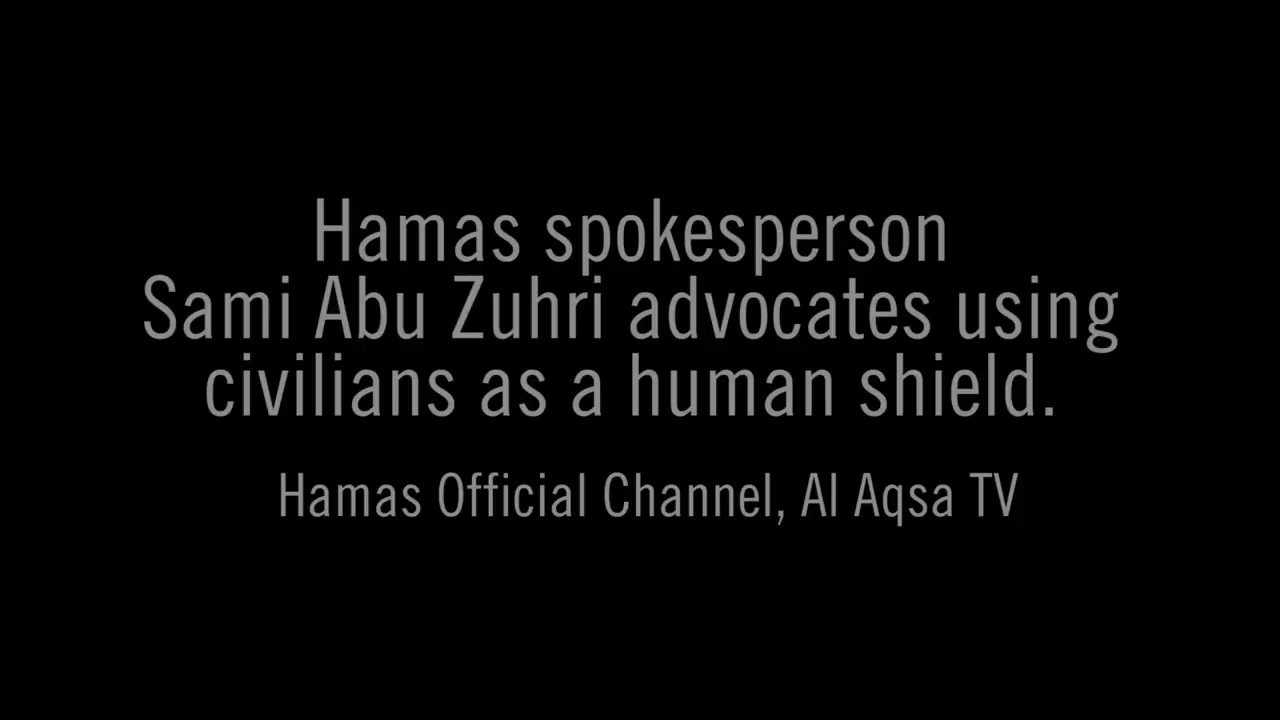 Hamas spokesperson
Sami Abu Zuhri advocates using
civilians as a human shield.
Hamas Official Channel, Al Aqsa TV